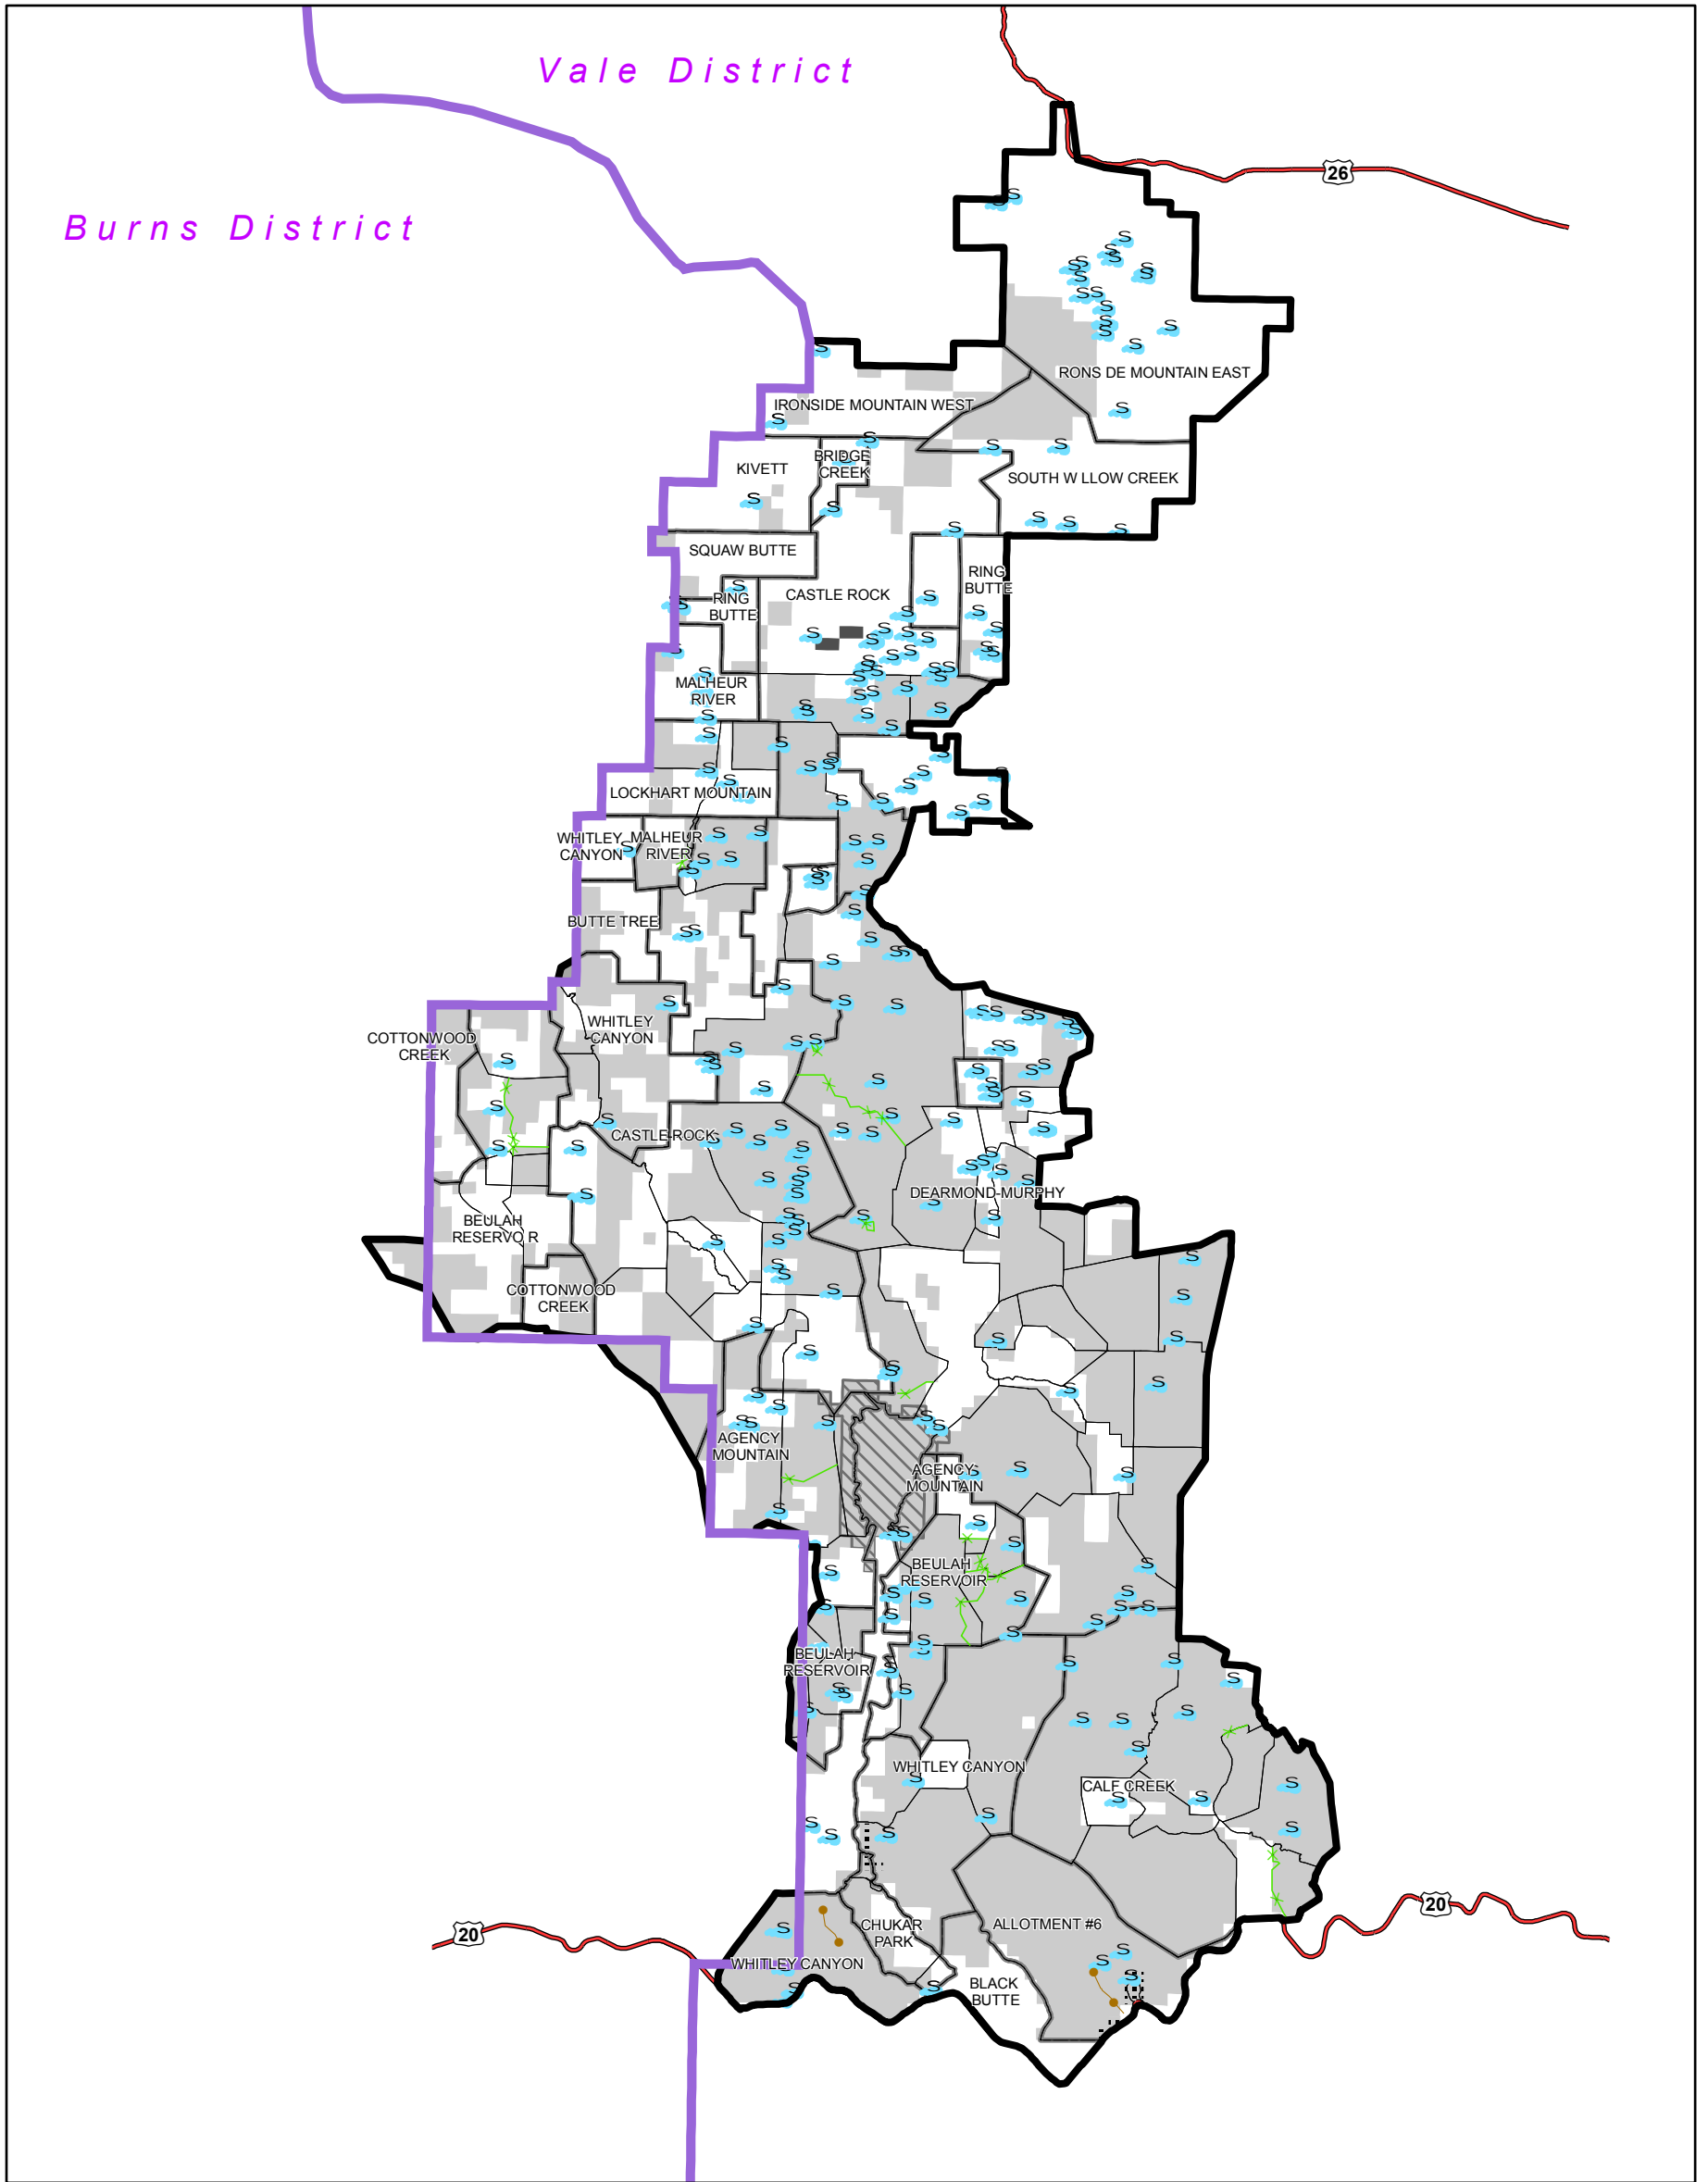 Vale District
26
Burns District
RONS DE MOUNTAIN EAST
IRONSIDE MOUNTAIN WEST
KIVETT
BRIDGE
CREEK
SOUTH W LLOW CREEK
SQUAW BUTTE
RING
BUTTE
CASTLE ROCK
RING
BUTTE
MALHEUR
RIVER
LOCKHART MOUNTAIN
WHITLEY
CANYON
MALHEUR
RIVER
BUTTE TREE
WHITLEY
CANYON
COTTONWOOD
CREEK
CASTLE ROCK
DEARMOND-MURPHY
BEULAH
RESERVO R
COTTONWOOD
CREEK
AGENCY
MOUNTAIN
AGENCY
MOUNTAIN
BEULAH
RESERVOIR
BEULAH
RESERVOIR
WHITLEY CANYON
CALF CREEK
20
20
CHUKAR
PARK
ALLOTMENT #6
WHITLEY CANYON
BLACK
BUTTE